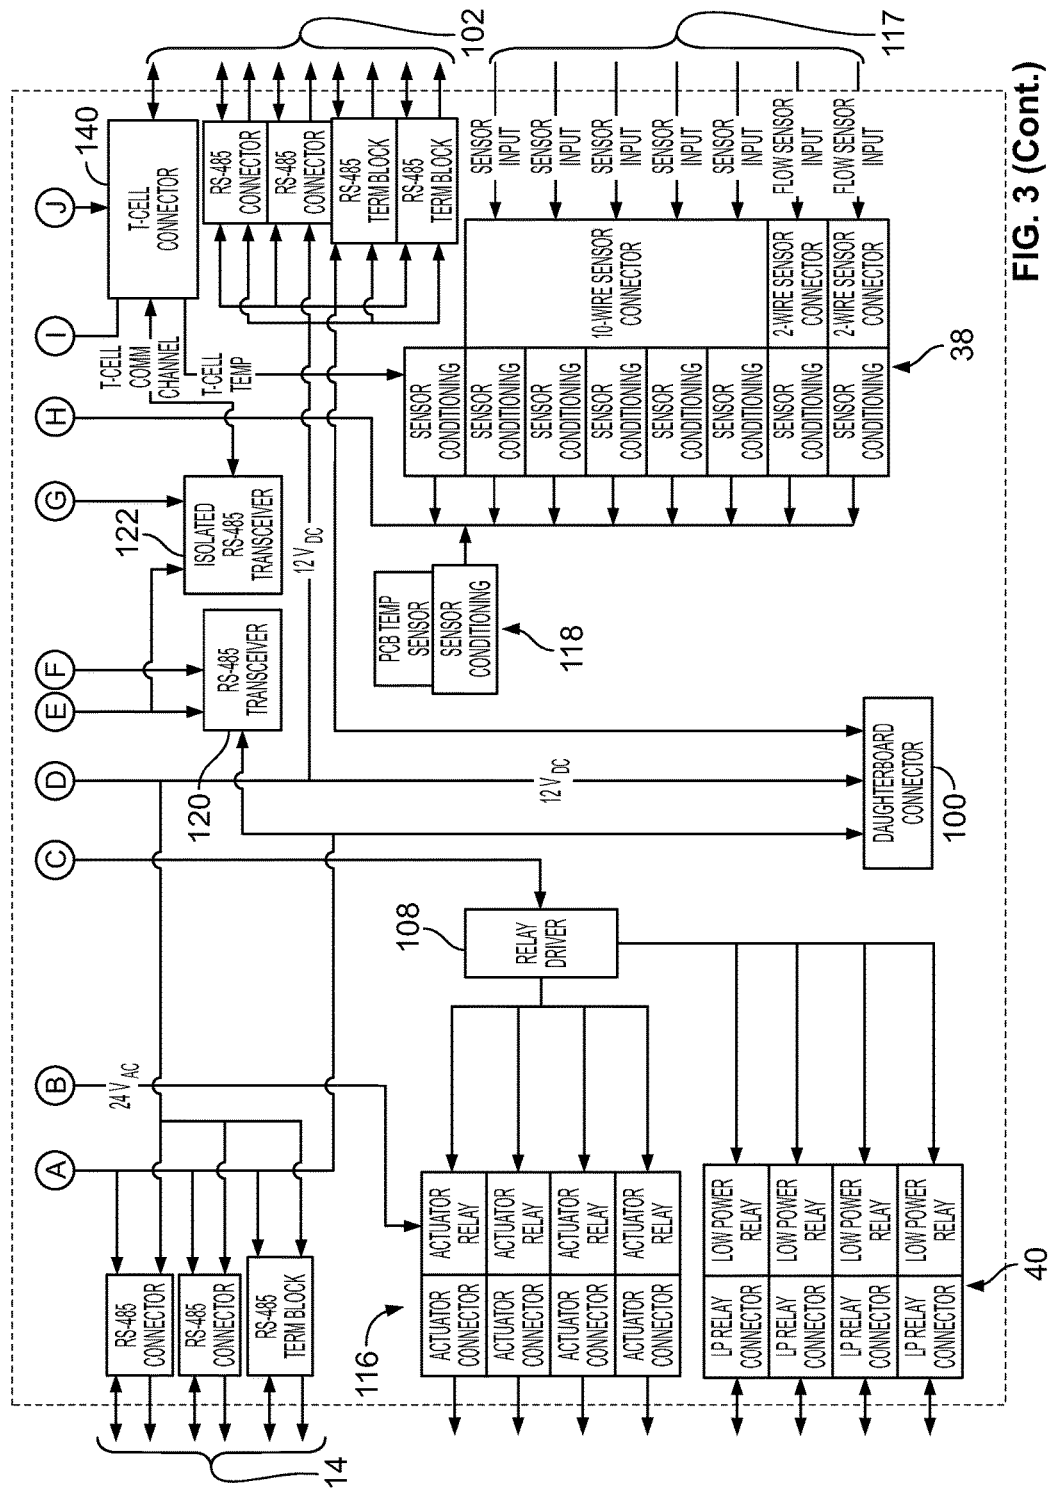 A
B
C
D
E
F
G
H
I
J
24 V AC
14
RS-485
CONNECTOR
RS-485
CONNECTOR
RS-485
TERM BLOCK
120
RS-485
TRANSCEIVER
122
ISOLATED
RS-485
TRANSCEIVER
T-CELL
COMM
CHANNEL
T-CELL
TEMP
140
T-CELL
CONNECTOR
102
RS-485
CONNECTOR
RS-485
CONNECTOR
RS-485
TERM BLOCK
RS-485
TERM BLOCK
12 V DC
12 V DC
116
ACTUATOR
CONNECTOR
ACTUATOR
RELAY
ACTUATOR
CONNECTOR
ACTUATOR
RELAY
ACTUATOR
CONNECTOR
ACTUATOR
RELAY
ACTUATOR
CONNECTOR
ACTUATOR
RELAY
108
RELAY
DRIVER
PCB TEMP
SENSOR
SENSOR
CONDITIONING
118
SENSOR
CONDITIONING
SENSOR
CONDITIONING
SENSOR
CONDITIONING
SENSOR
CONDITIONING
SENSOR
CONDITIONING
SENSOR
CONDITIONING
SENSOR
CONDITIONING
SENSOR
CONDITIONING
10-WIRE SENSOR
CONNECTOR
2-WIRE SENSOR
CONNECTOR
2-WIRE SENSOR
CONNECTOR
38
SENSOR
INPUT
SENSOR
INPUT
SENSOR
INPUT
SENSOR
INPUT
SENSOR
INPUT
FLOW SENSOR
INPUT
FLOW SENSOR
INPUT
117
LP RELAY
CONNECTOR
LOW POWER
RELAY
LP RELAY
CONNECTOR
LOW POWER
RELAY
LP RELAY
CONNECTOR
LOW POWER
RELAY
LP RELAY
CONNECTOR
LOW POWER
RELAY
40
DAUGHTERBOARD
CONNECTOR
100
FIG. 3 (Cont.)